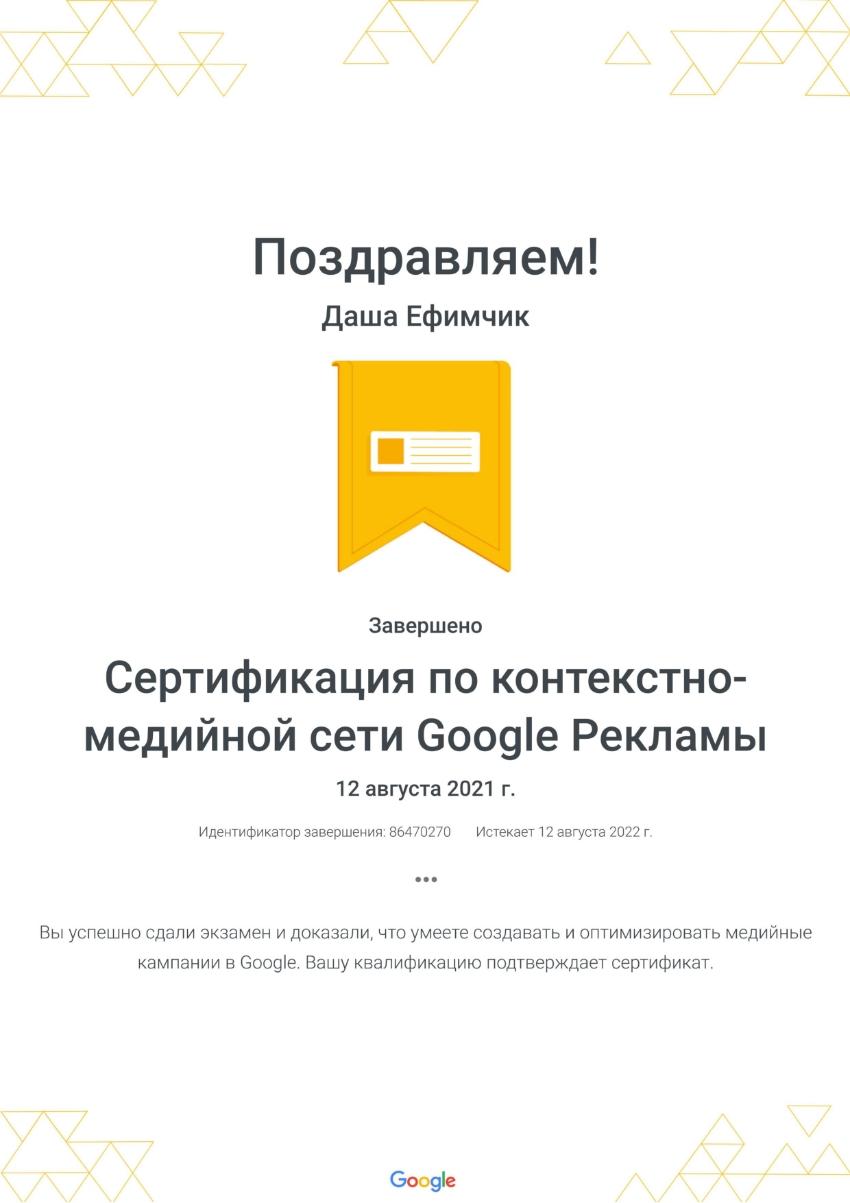 Поздравляем!
Даша Ефимчик
Завершено
Сертификация по контекстно-
медийной сети Google Рекламы
12 августа 2021 г.
Идентификатор завершения: 86470270 Истекает 12 августа 2022 г.
•••
Вы успешно сдали экзамен и доказали, что умеете создавать и оптимизировать медийные
кампании в Google. Вашу квалификацию подтверждает сертификат.
Google